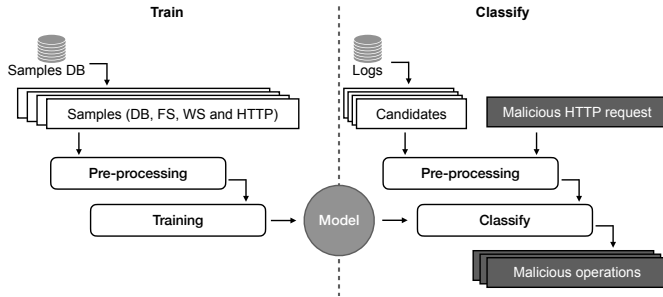 Train
Classify
Samples DB
Logs
Samples (DB, FS, WS and HTTP)
Candidates
Malicious HTTP request
Pre-processing
Pre-processing
Training
Model
Classify
Malicious operations